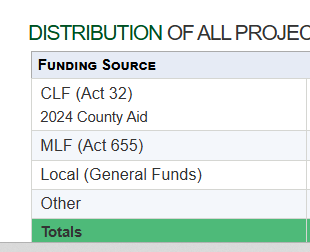 DISTRIBUTION OF ALL PROJEC
FUNDING SOURCE
CLF (Act 32)
2024 County Aid
MLF (Act 655)
Local (General Funds)
Other
Totals